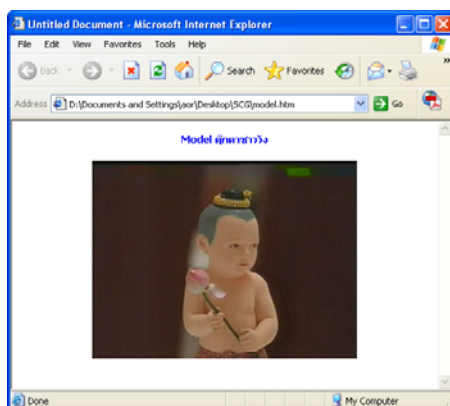 Untitled Document - Microsoft Internet Explorer
File Edit View Favorites Tools Help
Back Search Favorites
Address D:\Documents and Settings\aor\Desktop\SCG\model.htm Go
Model ตุ๊กตาชาววัง
Done My Computer